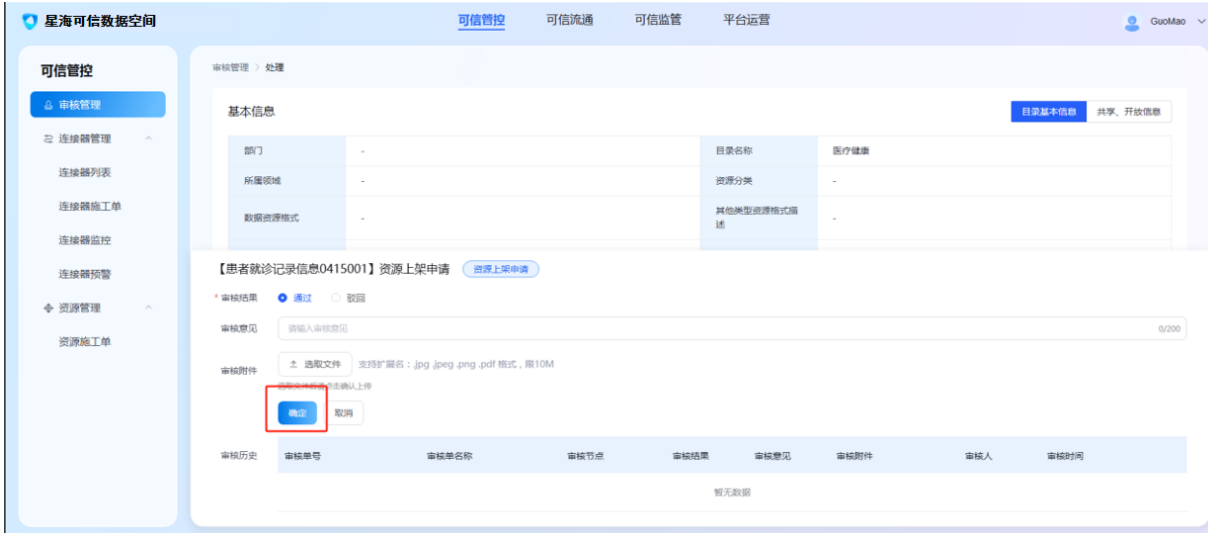 星海可信数据空间 可信管控 可信流通 可信监管 平台运营 GuoMao
可信管控
审核管理
连接器管理
连接器列表
连接器施工单
连接器监控
连接器预警
资源管理
资源施工单
审核管理 > 处理
基本信息 目录基本信息 共享、开放信息
部门 - 目录名称 医疗健康
所属领域 - 资源分类 -
数据资源格式 - 其他类型资源格式描述 -
【患者就诊记录信息0415001】资源上架申请 资源上架申请
* 审核结果 通过 驳回
审核意见 请输入审核意见 0/200
审核附件 选取文件 支持扩展名：.jpg .jpeg .png .pdf 格式，限10M
选取文件后请点击确认上传
确定 取消
审核历史 审核单号 审核单名称 审核节点 审核结果 审核意见 审核附件 审核人 审核时间
暂无数据